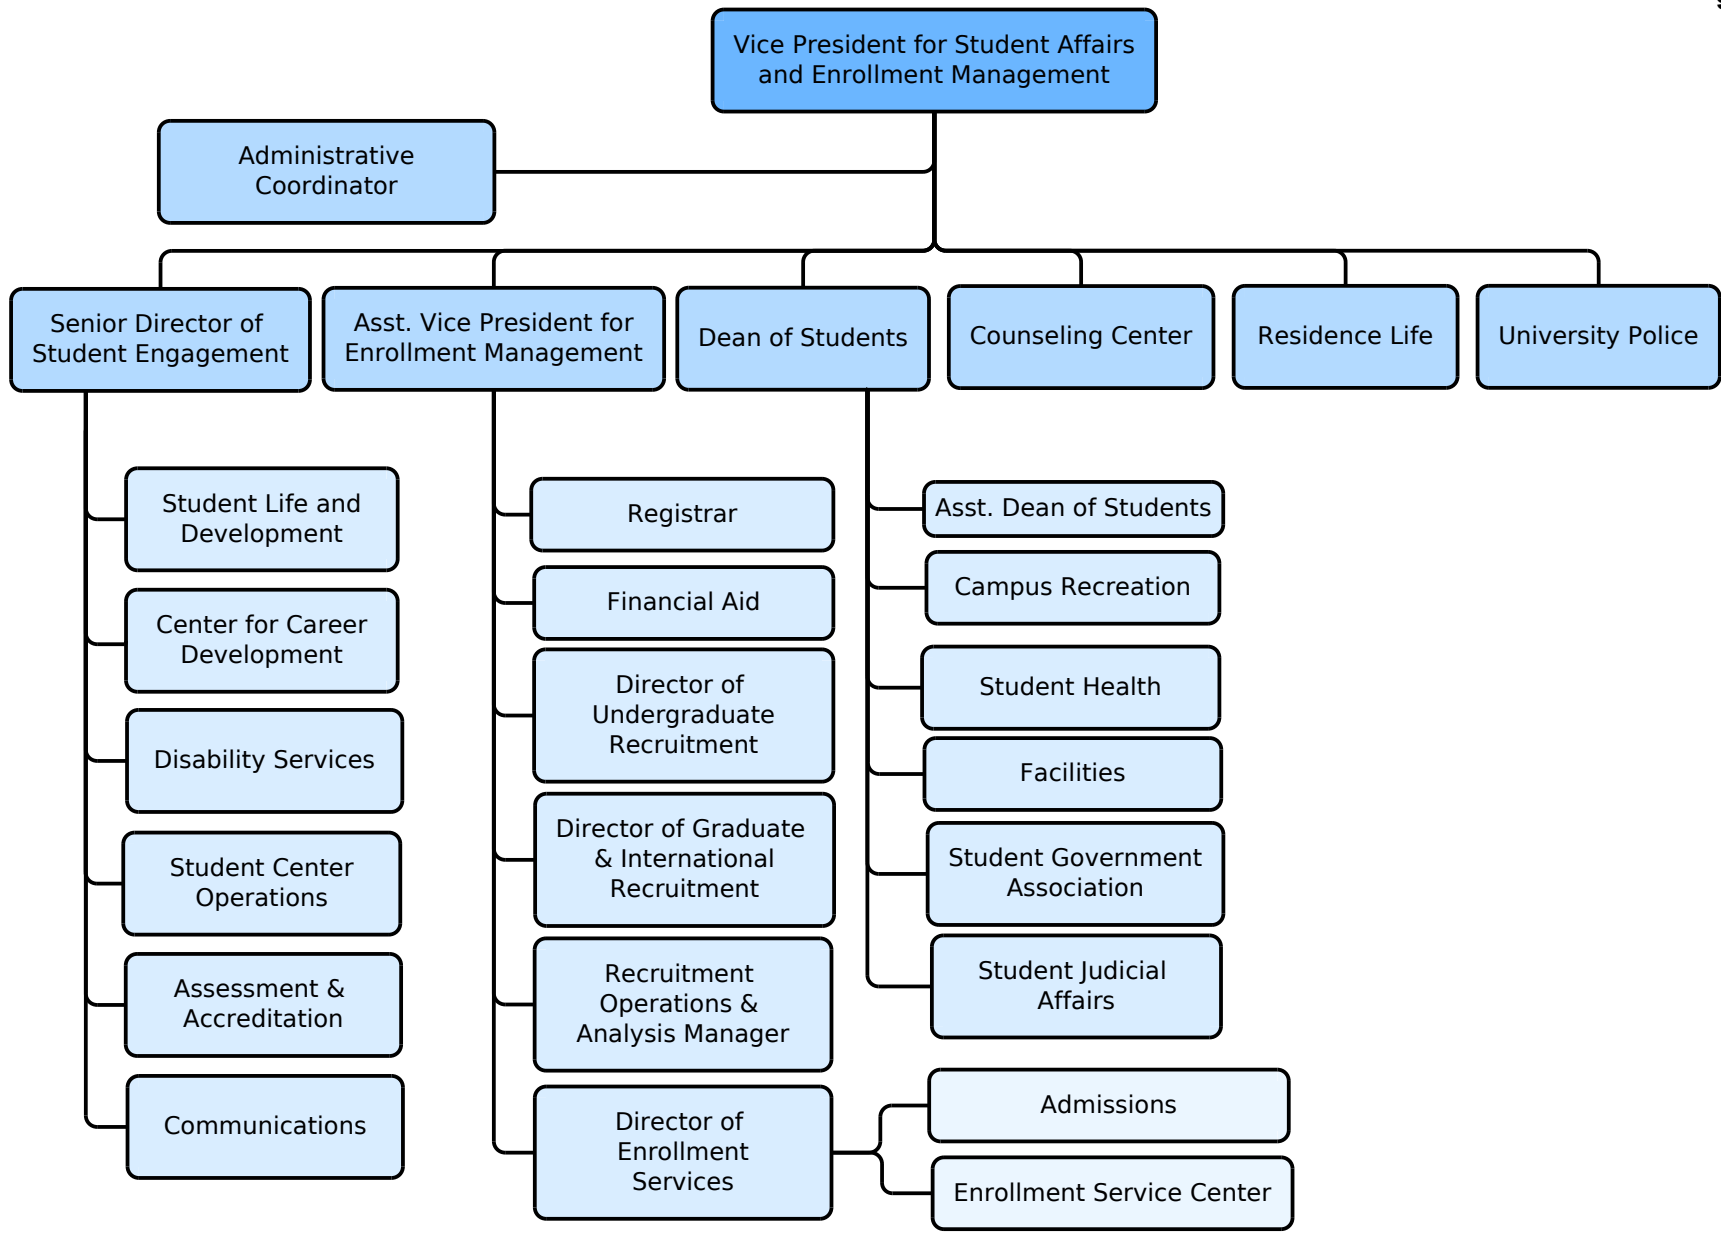 Vice President for Student Affairs
and Enrollment Management
Administrative
Coordinator
Senior Director of
Student Engagement
Asst. Vice President for
Enrollment Management
Dean of Students
Counseling Center
Residence Life
University Police
Student Life and
Development
Center for Career
Development
Disability Services
Student Center
Operations
Assessment &
Accreditation
Communications
Registrar
Financial Aid
Director of
Undergraduate
Recruitment
Director of Graduate
& International
Recruitment
Recruitment
Operations &
Analysis Manager
Director of
Enrollment
Services
Asst. Dean of Students
Campus Recreation
Student Health
Facilities
Student Government
Association
Student Judicial
Affairs
Admissions
Enrollment Service Center